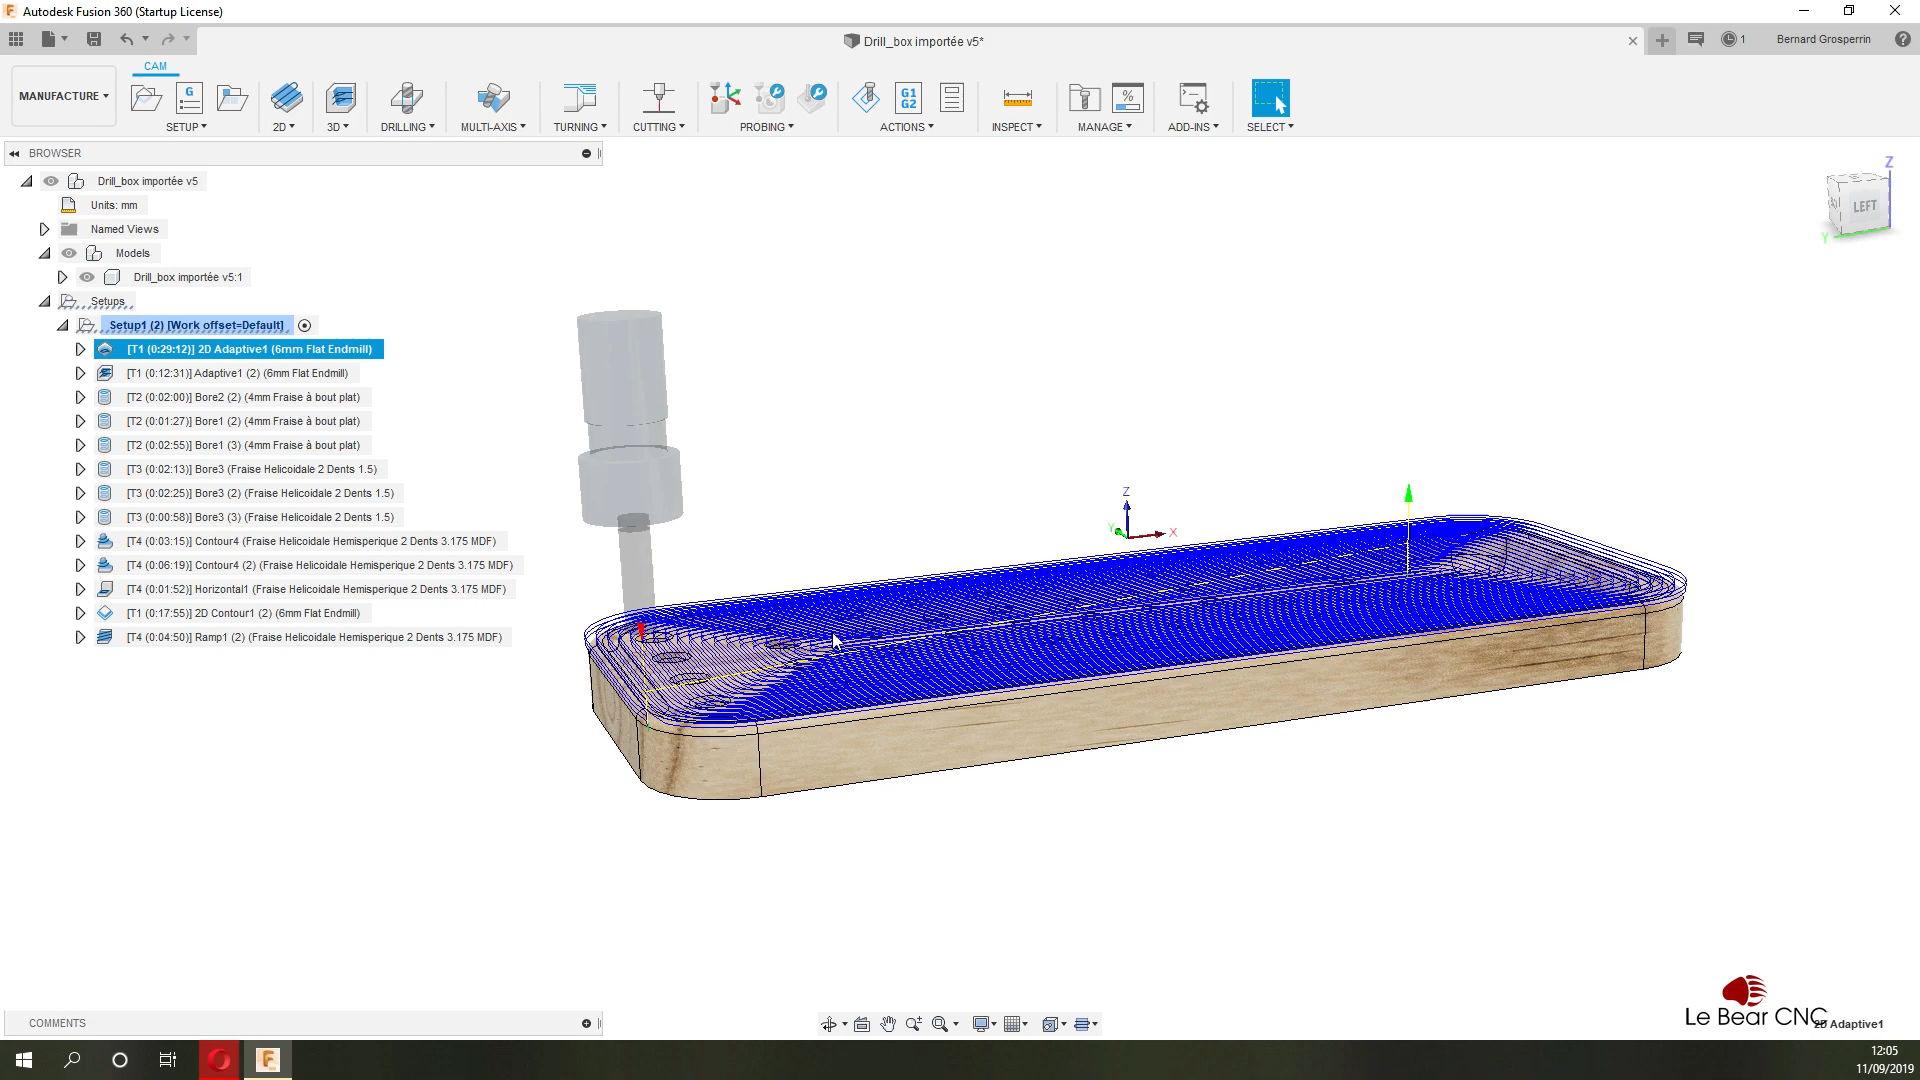 Autodesk Fusion 360 (Startup License)
Drill_box importée v5*
1
Bernard Grosperrin
CAM
MANUFACTURE
G
G1
G2
%
SETUP
2D
3D
DRILLING
MULTI-AXIS
TURNING
CUTTING
PROBING
ACTIONS
INSPECT
MANAGE
ADD-INS
SELECT
BROWSER
Drill_box importée v5
Units: mm
Named Views
Models
Drill_box importée v5:1
Setups
Setup1 (2) [Work offset=Default]
[T1 (0:29:12)] 2D Adaptive1 (6mm Flat Endmill)
[T1 (0:12:31)] Adaptive1 (2) (6mm Flat Endmill)
[T2 (0:02:00)] Bore2 (2) (4mm Fraise à bout plat)
[T2 (0:01:27)] Bore1 (2) (4mm Fraise à bout plat)
[T2 (0:02:55)] Bore1 (3) (4mm Fraise à bout plat)
[T3 (0:02:13)] Bore3 (Fraise Helicoidale 2 Dents 1.5)
[T3 (0:02:25)] Bore3 (2) (Fraise Helicoidale 2 Dents 1.5)
[T3 (0:00:58)] Bore3 (3) (Fraise Helicoidale 2 Dents 1.5)
[T4 (0:03:15)] Contour4 (Fraise Helicoidale Hemisperique 2 Dents 3.175 MDF)
[T4 (0:06:19)] Contour4 (2) (Fraise Helicoidale Hemisperique 2 Dents 3.175 MDF)
[T4 (0:01:52)] Horizontal1 (Fraise Helicoidale Hemisperique 2 Dents 3.175 MDF)
[T1 (0:17:55)] 2D Contour1 (2) (6mm Flat Endmill)
[T4 (0:04:50)] Ramp1 (2) (Fraise Helicoidale Hemisperique 2 Dents 3.175 MDF)
Z
LEFT
Y
Z
Y
X
COMMENTS
Le Bear CNC
2D Adaptive1
12:05
11/09/2019